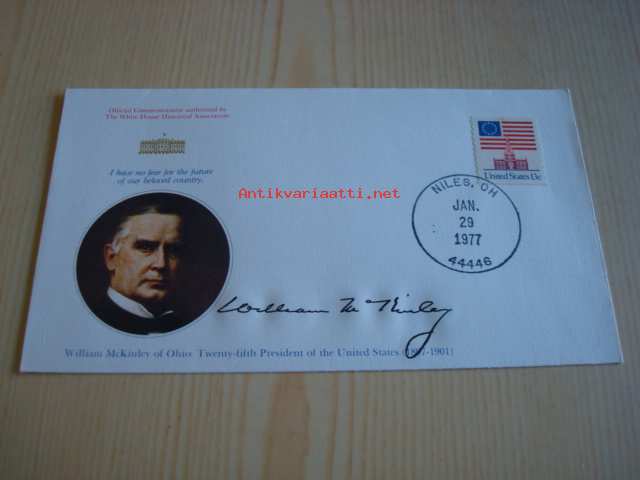 Official Commemorative authorized by
The White House Historical Association
I have no fear for the future
of our beloved country.
Antikvariaatti.net
United States 13c
NILES, OH
JAN.
29
1977
44446
William McKinley
William McKinley of Ohio: Twenty-fifth President of the United States (1897-1901)